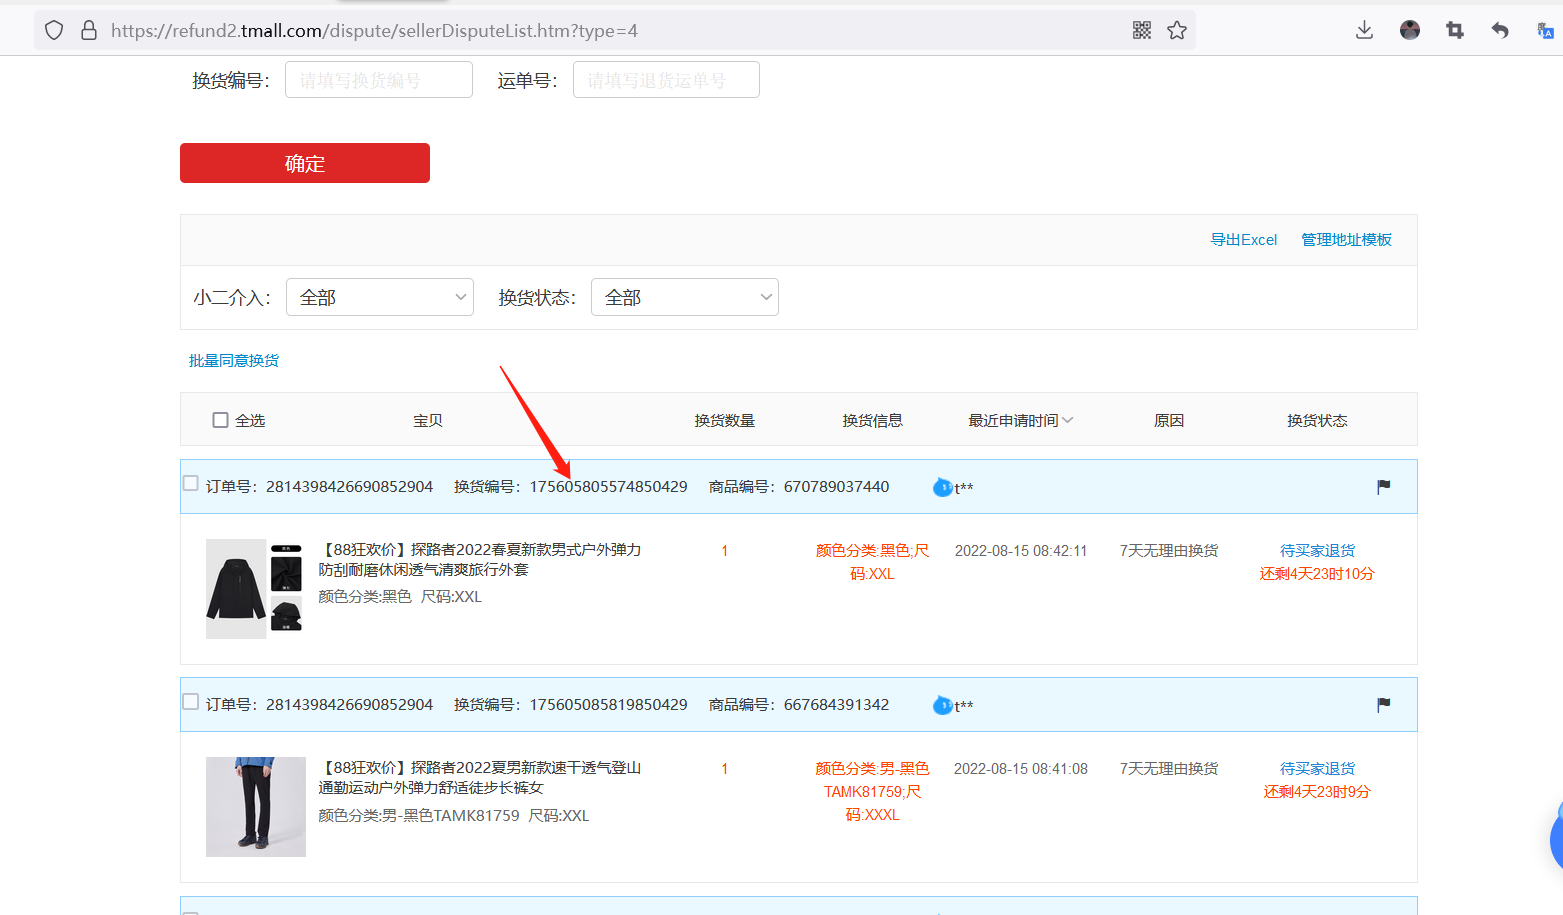 https://refund2.tmall.com/dispute/sellerDisputeList.htm?type=4
换货编号： 请填写换货编号 运单号： 请填写退货运单号
确定
导出Excel 管理地址模板
小二介入： 全部 换货状态： 全部
批量同意换货
全选 宝贝 换货数量 换货信息 最近申请时间 原因 换货状态
订单号：2814398426690852904 换货编号：175605805574850429 商品编号：670789037440 t**
【88狂欢价】探路者2022春夏新款男式户外弹力 1 颜色分类:黑色;尺 2022-08-15 08:42:11 7天无理由换货 待买家退货
防刮耐磨休闲透气清爽旅行外套 码:XXL 还剩4天23时10分
颜色分类:黑色 尺码:XXL
订单号：2814398426690852904 换货编号：175605085819850429 商品编号：667684391342 t**
【88狂欢价】探路者2022夏男新款速干透气登山 1 颜色分类:男-黑色 2022-08-15 08:41:08 7天无理由换货 待买家退货
通勤运动户外弹力舒适徒步长裤女 TAMK81759;尺 还剩4天23时9分
颜色分类:男-黑色TAMK81759 尺码:XXL 码:XXXL